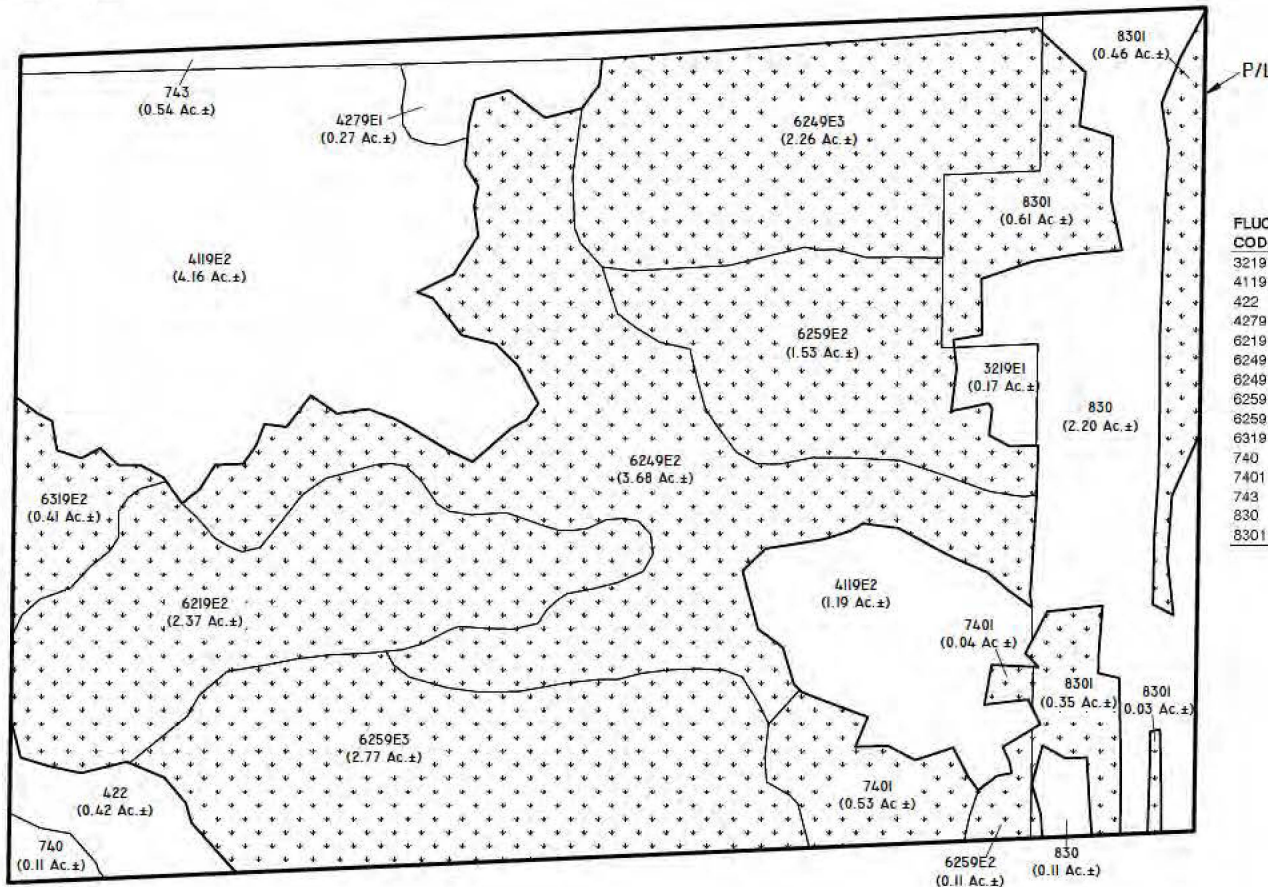 8301
(0.46 Ac.±)
P/L
743
(0.54 Ac.±)
4279E1
(0.27 Ac.±)
6249E3
(2.26 Ac.±)
8301
(0.61 Ac.±)
4119E2
(4.16 Ac.±)
6259E2
(1.53 Ac.±)
3219E1
(0.17 Ac.±)
830
(2.20 Ac.±)
6249E2
(3.68 Ac.±)
6319E2
(0.41 Ac.±)
6219E2
(2.37 Ac.±)
4119E2
(1.19 Ac.±)
7401
(0.04 Ac.±)
8301
(0.35 Ac.±)
8301
0.03 Ac.±)
6259E3
(2.77 Ac.±)
7401
(0.53 Ac.±)
422
(0.42 Ac.±)
740
(0.11 Ac.±)
6259E2
(0.11 Ac.±)
830
(0.11 Ac.±)
FLUC
COD
3219
4119
422
4279
6219
6249
6249
6259
6259
6319
740
7401
743
830
8301